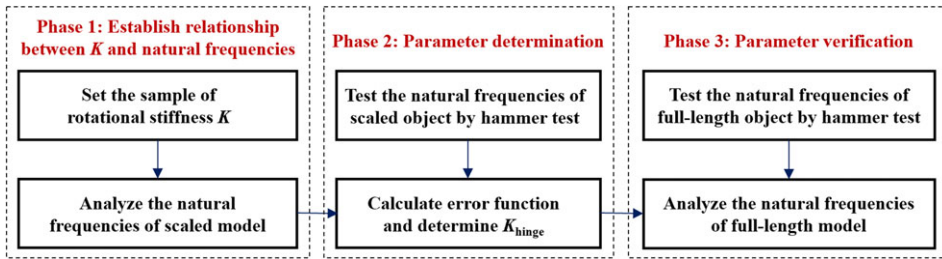 Phase 1: Establish relationship
between K and natural frequencies
Set the sample of
rotational stiffness K
Analyze the natural
frequencies of scaled model
Phase 2: Parameter determination
Test the natural frequencies of
scaled object by hammer test
Calculate error function
and determine Khinge
Phase 3: Parameter verification
Test the natural frequencies of
full-length object by hammer test
Analyze the natural frequencies
of full-length model